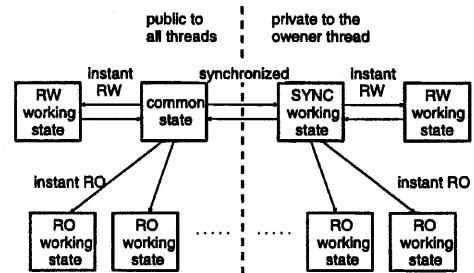 public to
all threads
private to the
owener thread
instant
RW
synchronized
instant
RW
RW
working
state
common
state
SYNC
working
state
RW
working
state
instant RO
instant RO
RO
working
state
RO
working
state
......
......
RO
working
state
RO
working
state